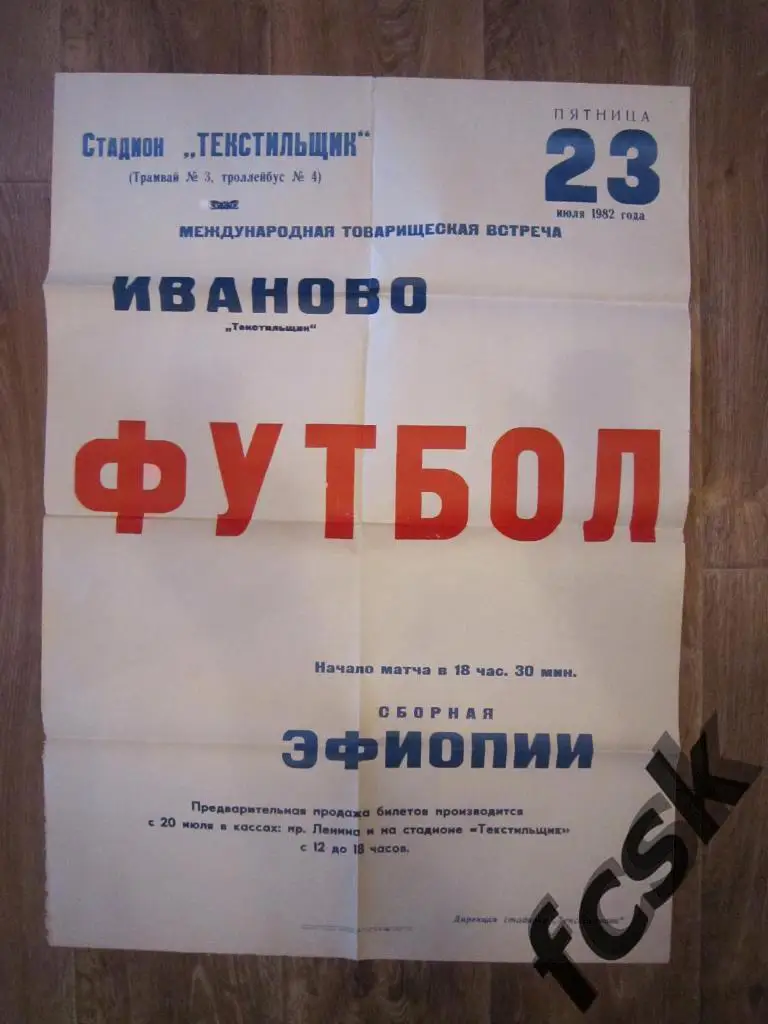 Стадион „ТЕКСТИЛЬЩИК"
(Трамвай № 3, троллейбус № 4)
ПЯТНИЦА
23
июля 1982 года
МЕЖДУНАРОДНАЯ ТОВАРИЩЕСКАЯ ВСТРЕЧА
ИВАНОВО
„Текстильщик"
ФУТБОЛ
Начало матча в 18 час. 30 мин.
СБОРНАЯ
ЭФИОПИИ
Предварительная продажа билетов производится
с 20 июля в кассах: пр. Ленина и на стадионе «Текстильщик»
с 12 до 18 часов.
Дирекция стадиона
fcsk